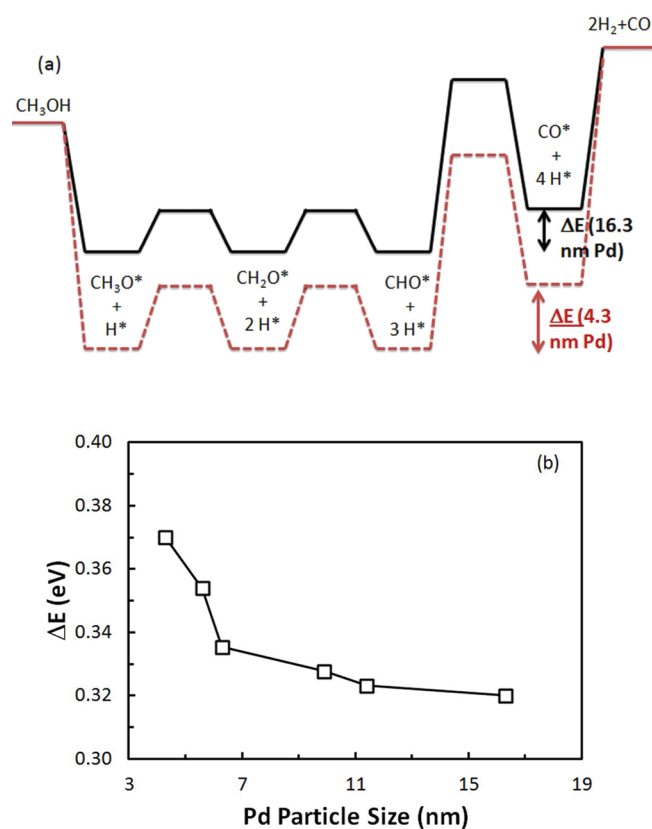 (a)
2H₂+CO
CH₃OH
CO*
+
4 H*
ΔE (16.3
nm Pd)
CH₃O*
+
H*
CH₂O*
+
2 H*
CHO*
+
3 H*
ΔE (4.3
nm Pd)
(b)
0.40
0.38
0.36
0.34
0.32
0.30
ΔE (eV)
3 7 11 15 19
Pd Particle Size (nm)